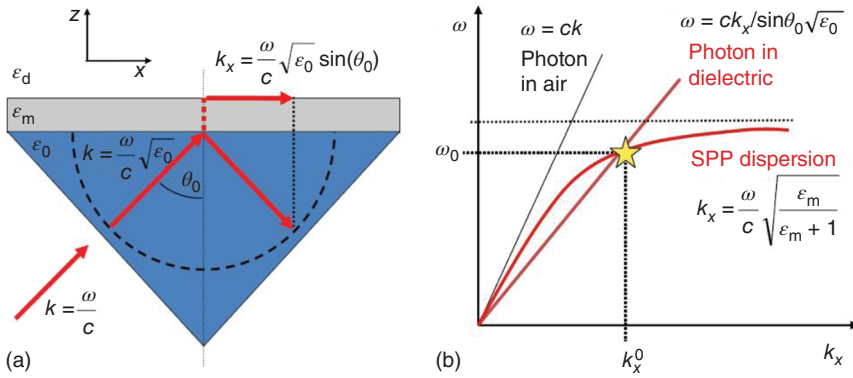 z
x
k_x = ω/c √ε_0 sin(θ_0)
ε_d
ε_m
ε_0
k = ω/c √ε_0
θ_0
k = ω/c
(a)
ω
ω = ck
Photon
in air
ω = ck_x/sinθ_0√ε_0
Photon in
dielectric
ω_0
SPP dispersion
k_x = ω/c √(ε_m/(ε_m + 1))
(b)
k_x^0
k_x